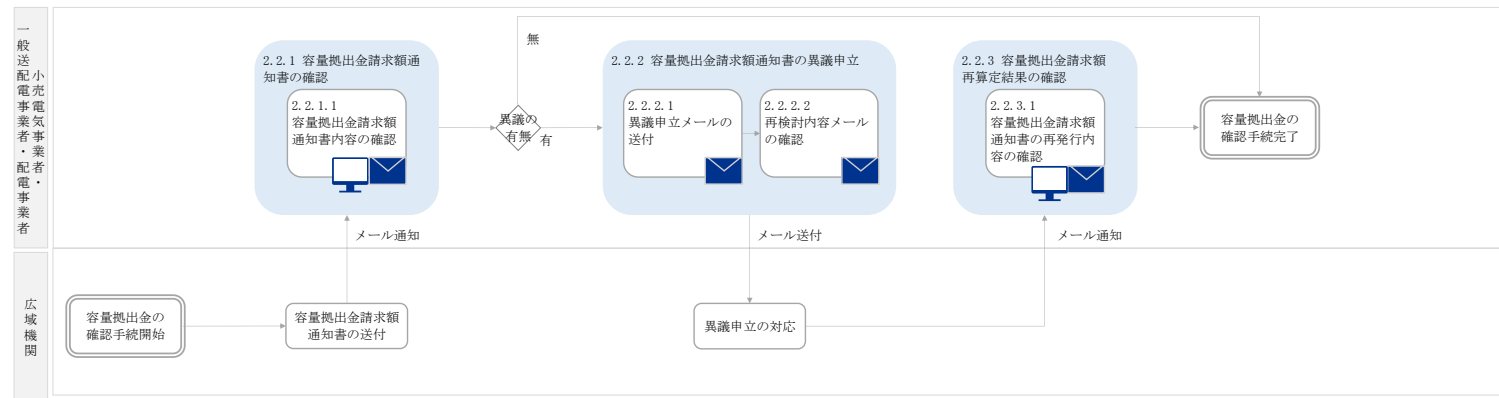 小売電気事業者・
一般送配電事業者・配電事業者
無
2.2.1 容量拠出金請求額通
知書の確認
2.2.1.1
容量拠出金請求額
通知書内容の確認
異議の
有無
有
2.2.2 容量拠出金請求額通知書の異議申立
2.2.2.1
異議申立メールの
送付
2.2.2.2
再検討内容メール
の確認
2.2.3 容量拠出金請求額
再算定結果の確認
2.2.3.1
容量拠出金請求額
通知書の再発行内
容の確認
容量拠出金の
確認手続完了
メール通知
メール送付
メール通知
広域機関
容量拠出金の
確認手続開始
容量拠出金請求額
通知書の送付
異議申立の対応